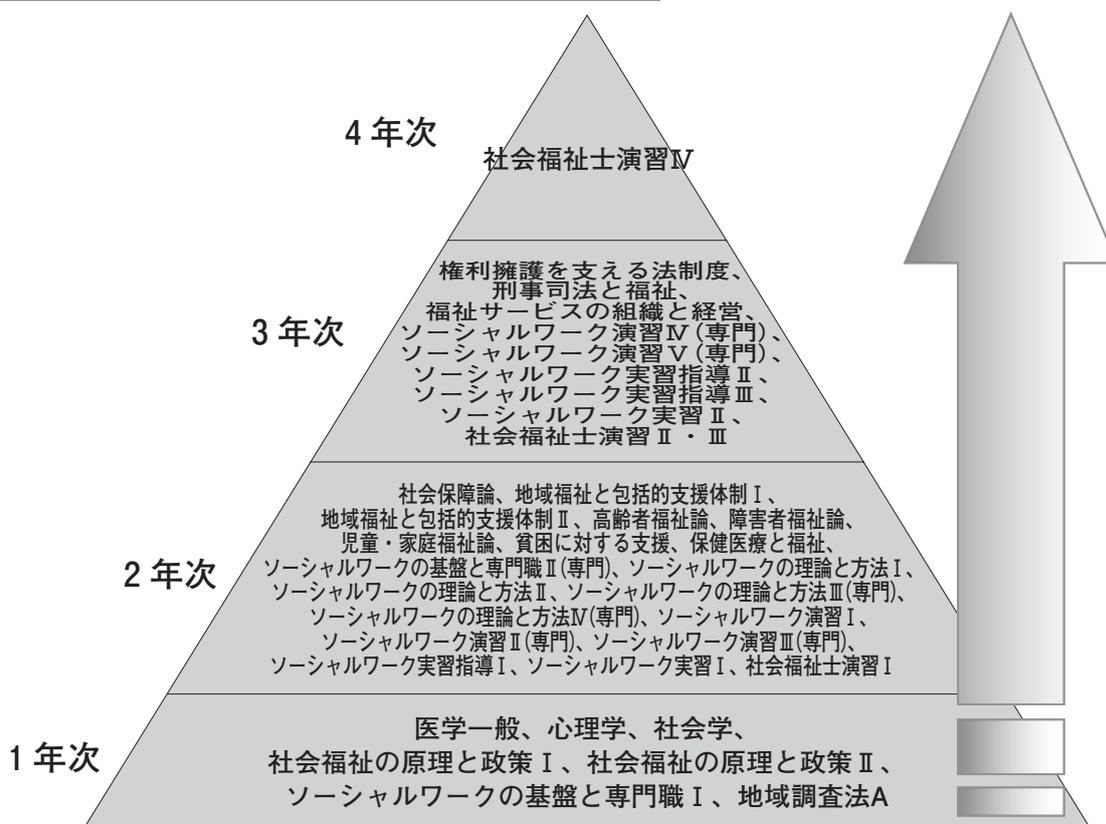 4 年次
社会福祉士演習Ⅳ
3 年次
権利擁護を支える法制度、
刑事司法と福祉、
福祉サービスの組織と経営、
ソーシャルワーク演習Ⅳ(専門)、
ソーシャルワーク演習Ⅴ(専門)、
ソーシャルワーク実習指導Ⅱ、
ソーシャルワーク実習指導Ⅲ、
ソーシャルワーク実習Ⅱ、
社会福祉士演習Ⅱ・Ⅲ
2 年次
社会保障論、地域福祉と包括的支援体制Ⅰ、
地域福祉と包括的支援体制Ⅱ、高齢者福祉論、障害者福祉論、
児童・家庭福祉論、貧困に対する支援、保健医療と福祉、
ソーシャルワークの基盤と専門職Ⅱ(専門)、ソーシャルワークの理論と方法Ⅰ、
ソーシャルワークの理論と方法Ⅱ、ソーシャルワークの理論と方法Ⅲ(専門)、
ソーシャルワークの理論と方法Ⅳ(専門)、ソーシャルワーク演習Ⅰ、
ソーシャルワーク演習Ⅱ(専門)、ソーシャルワーク演習Ⅲ(専門)、
ソーシャルワーク実習指導Ⅰ、ソーシャルワーク実習Ⅰ、社会福祉士演習Ⅰ
1 年次
医学一般、心理学、社会学、
社会福祉の原理と政策Ⅰ、社会福祉の原理と政策Ⅱ、
ソーシャルワークの基盤と専門職Ⅰ、地域調査法A